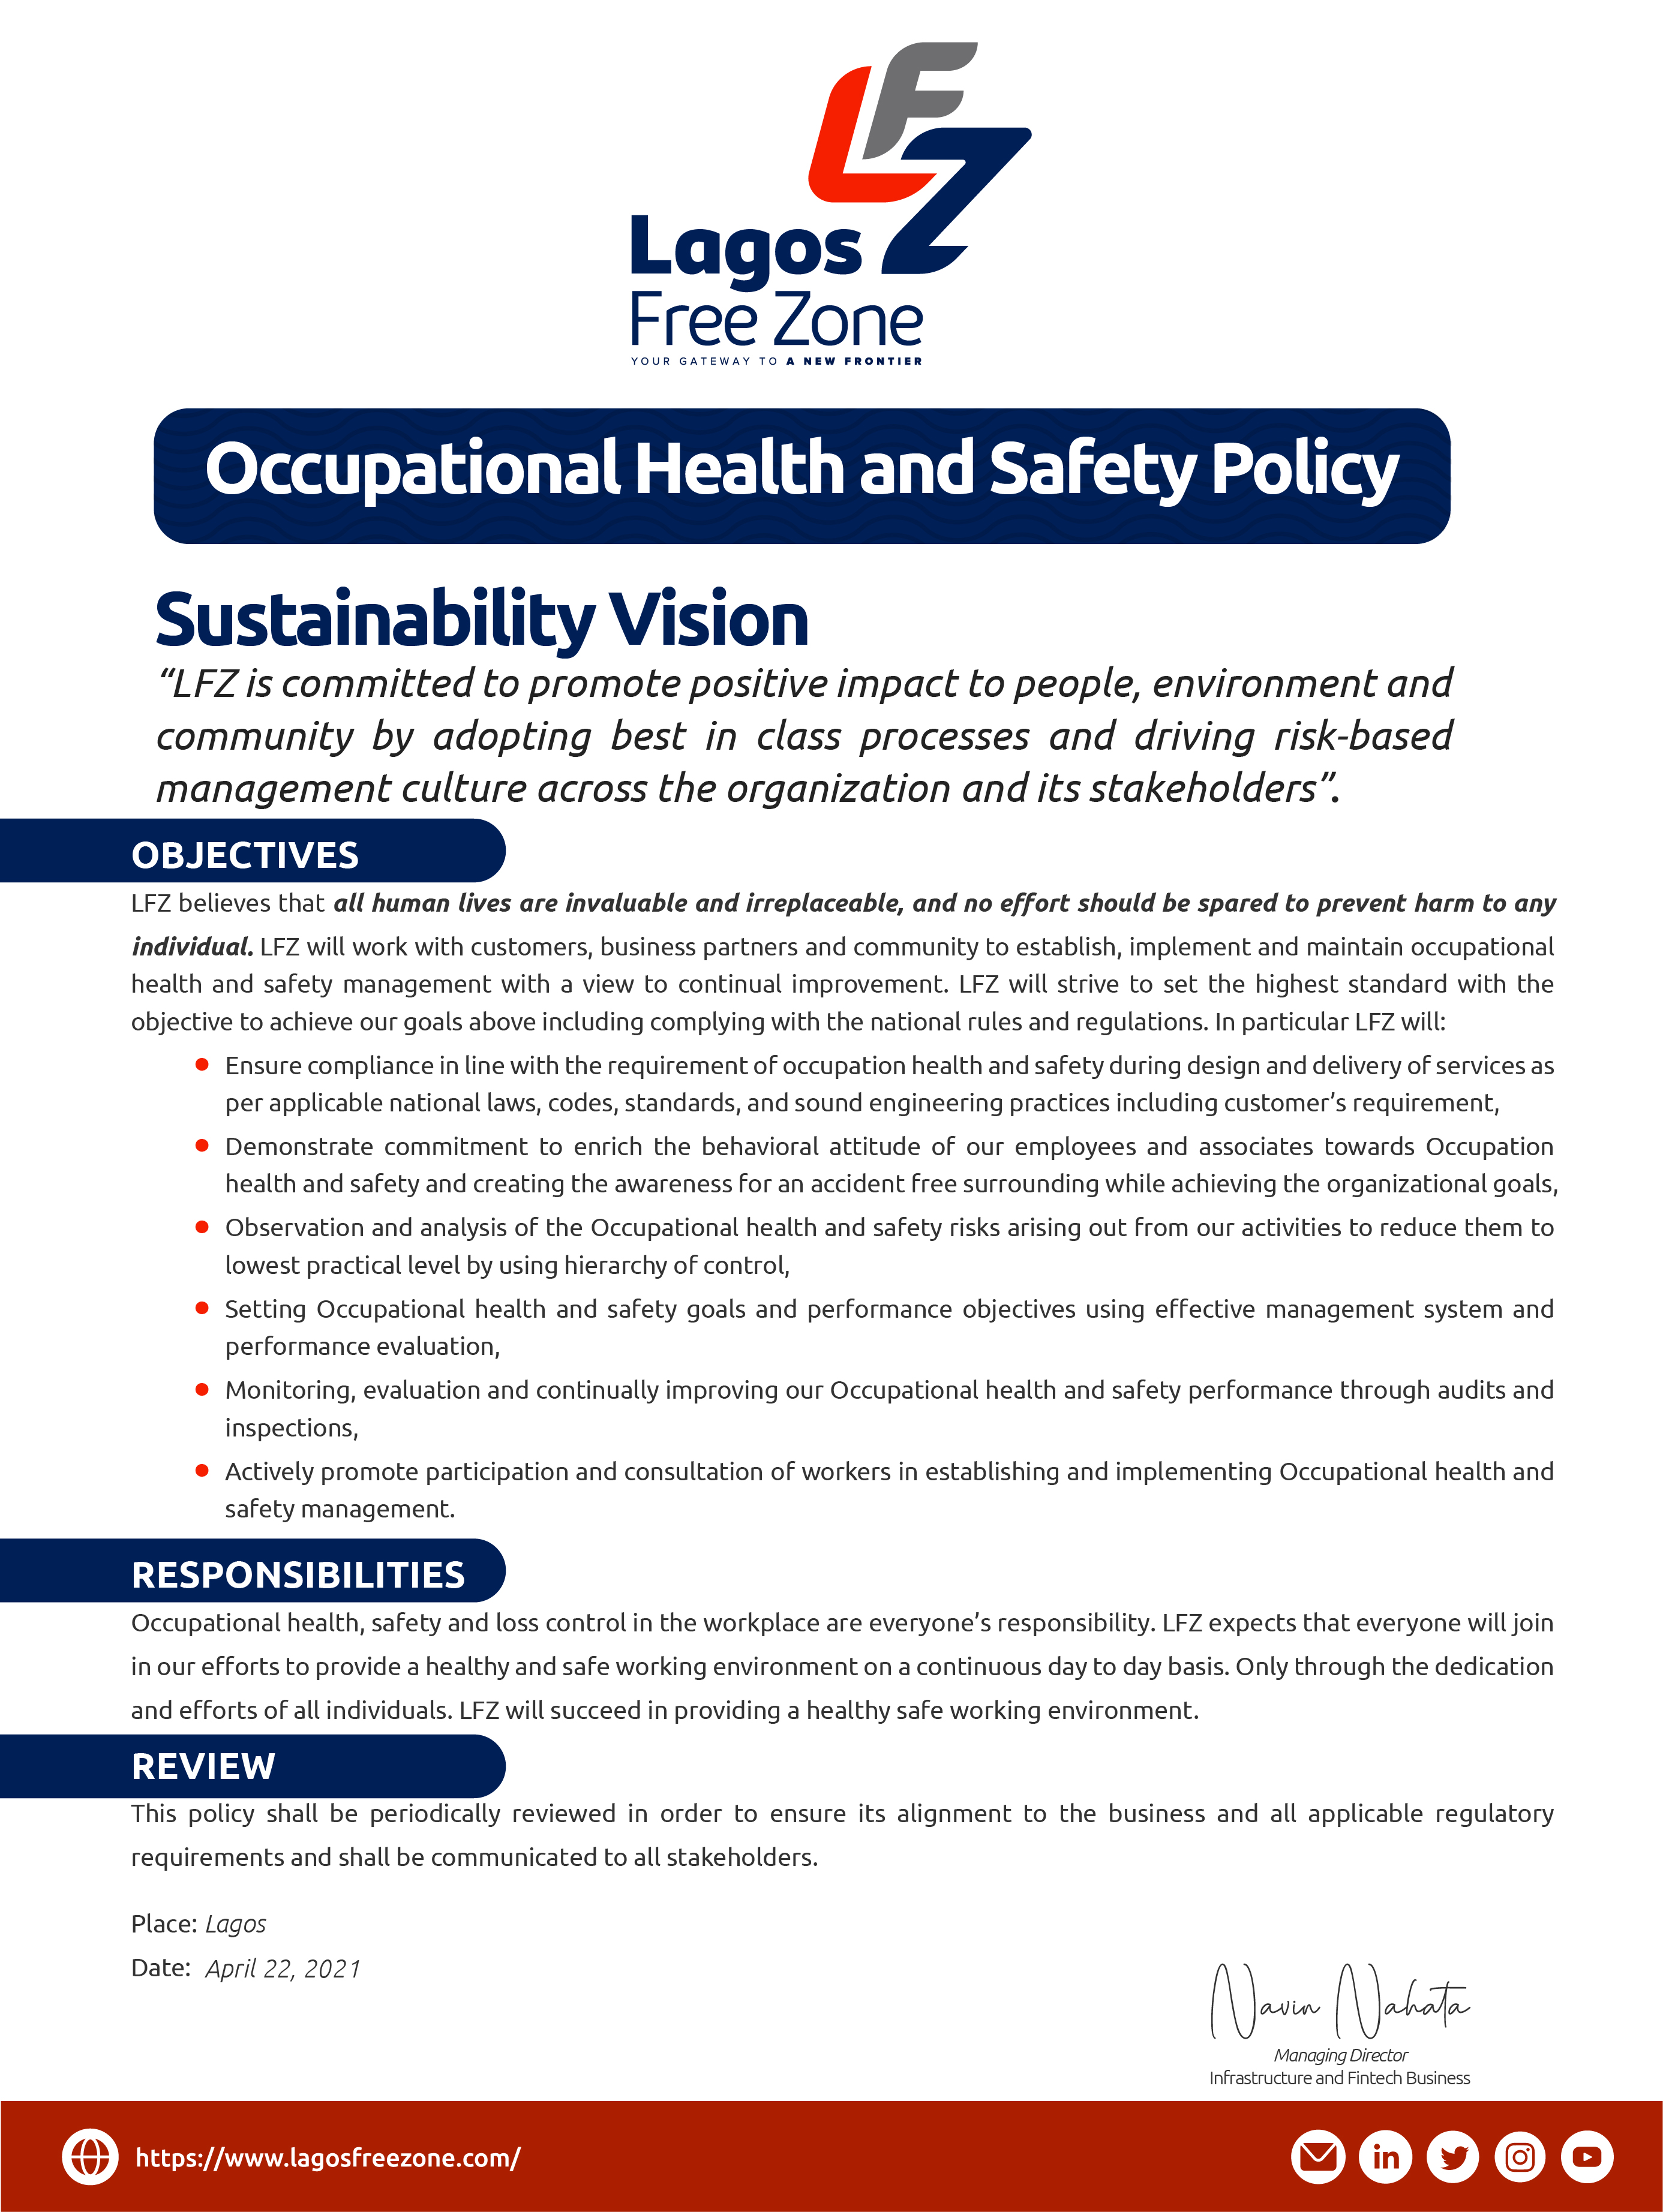 LFZ
Lagos
Free Zone
YOUR GATEWAY TO A NEW FRONTIER
Occupational Health and Safety Policy
Sustainability Vision
“LFZ is committed to promote positive impact to people, environment and
community by adopting best in class processes and driving risk-based
management culture across the organization and its stakeholders”.
OBJECTIVES
LFZ believes that all human lives are invaluable and irreplaceable, and no effort should be spared to prevent harm to any
individual. LFZ will work with customers, business partners and community to establish, implement and maintain occupational
health and safety management with a view to continual improvement. LFZ will strive to set the highest standard with the
objective to achieve our goals above including complying with the national rules and regulations. In particular LFZ will:
Ensure compliance in line with the requirement of occupation health and safety during design and delivery of services as
per applicable national laws, codes, standards, and sound engineering practices including customer’s requirement,
Demonstrate commitment to enrich the behavioral attitude of our employees and associates towards Occupation
health and safety and creating the awareness for an accident free surrounding while achieving the organizational goals,
Observation and analysis of the Occupational health and safety risks arising out from our activities to reduce them to
lowest practical level by using hierarchy of control,
Setting Occupational health and safety goals and performance objectives using effective management system and
performance evaluation,
Monitoring, evaluation and continually improving our Occupational health and safety performance through audits and
inspections,
Actively promote participation and consultation of workers in establishing and implementing Occupational health and
safety management.
RESPONSIBILITIES
Occupational health, safety and loss control in the workplace are everyone’s responsibility. LFZ expects that everyone will join
in our efforts to provide a healthy and safe working environment on a continuous day to day basis. Only through the dedication
and efforts of all individuals. LFZ will succeed in providing a healthy safe working environment.
REVIEW
This policy shall be periodically reviewed in order to ensure its alignment to the business and all applicable regulatory
requirements and shall be communicated to all stakeholders.
Place: Lagos
Date: April 22, 2021
Navin Nahata
Managing Director
Infrastructure and Fintech Business
https://www.lagosfreezone.com/
in